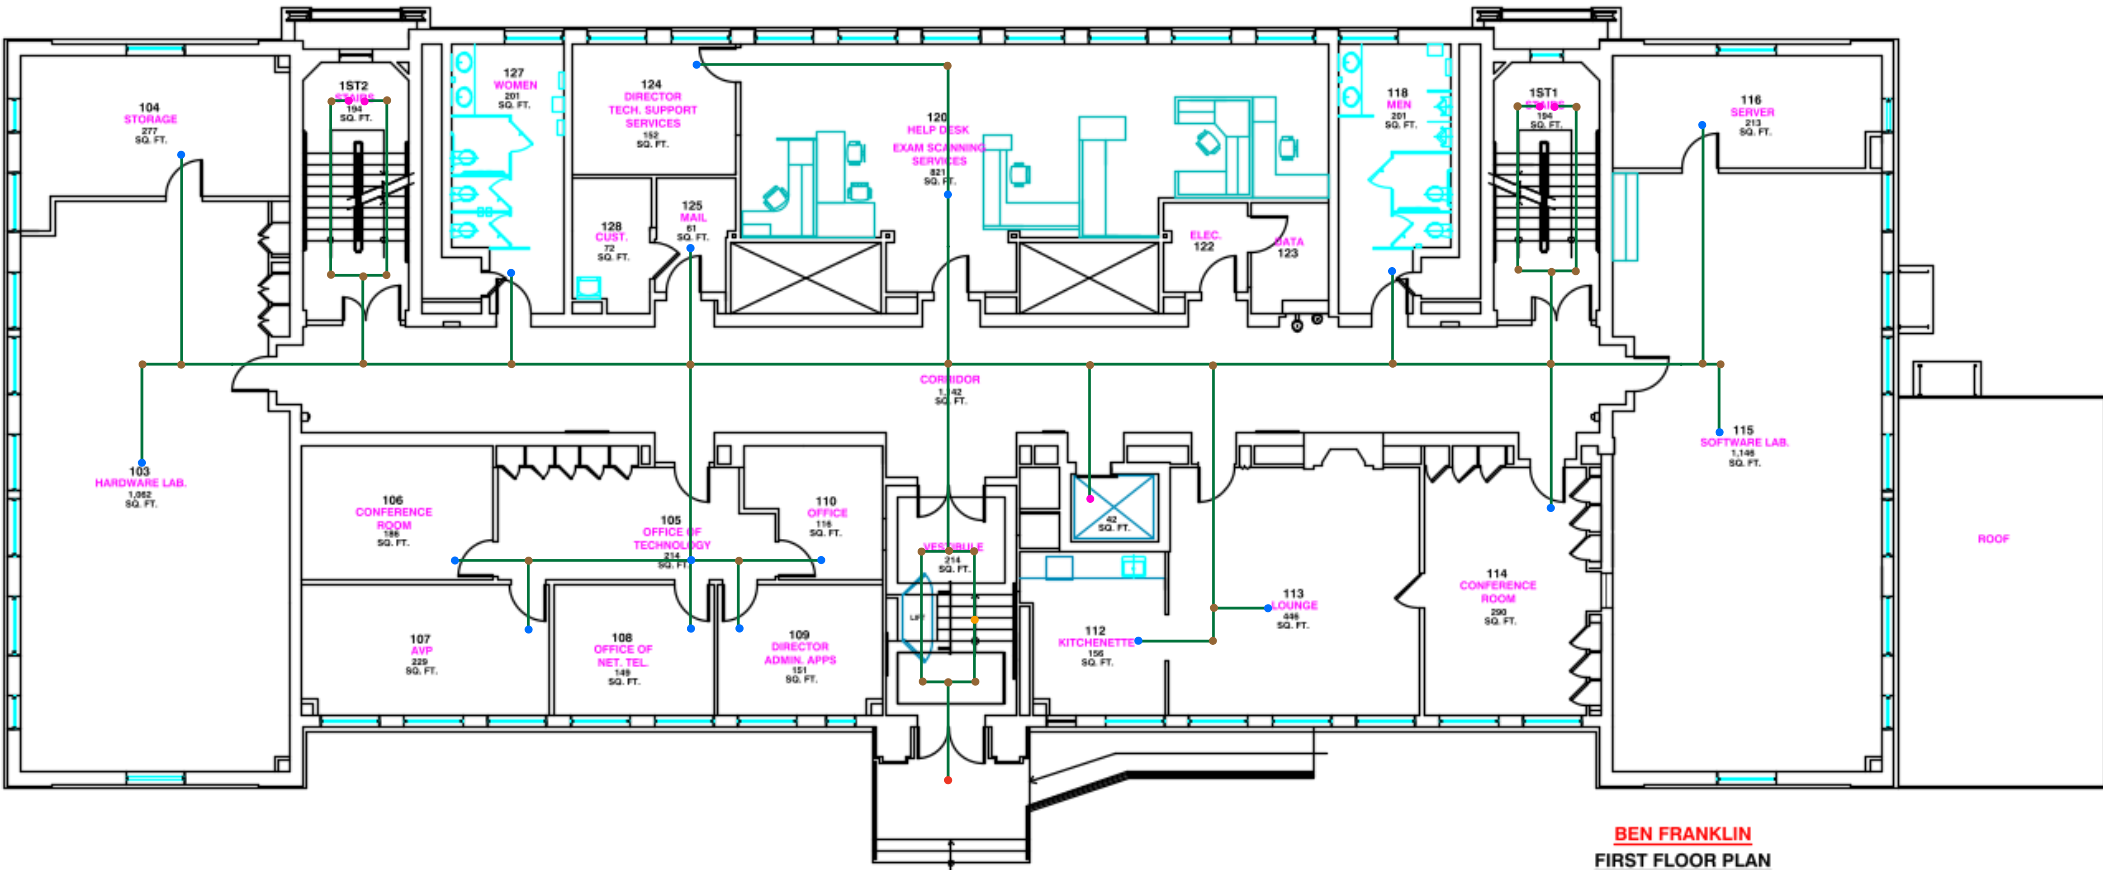 104
STORAGE
277
SQ. FT.
1ST2
STAIRS
194
SQ. FT.
127
WOMEN
201
SQ. FT.
124
DIRECTOR
TECH. SUPPORT
SERVICES
152
SQ. FT.
120
HELP DESK
EXAM SCANNING
SERVICES
821
SQ. FT.
118
MEN
201
SQ. FT.
1ST1
STAIRS
194
SQ. FT.
116
SERVER
213
SQ. FT.
128
CUST.
72
SQ. FT.
125
MAIL
61
SQ. FT.
ELEC.
122
DATA
123
CORRIDOR
SQ. FT.
103
HARDWARE LAB.
1,062
SQ. FT.
106
CONFERENCE
ROOM
186
SQ. FT.
105
OFFICE OF
TECHNOLOGY
214
SQ. FT.
110
OFFICE
116
SQ. FT.
VESTIBULE
214
SQ. FT.
LIFT
42
SQ. FT.
115
SOFTWARE LAB.
1,146
SQ. FT.
107
AVP
229
SQ. FT.
108
OFFICE OF
NET. TEL.
149
SQ. FT.
109
DIRECTOR
ADMIN. APPS
151
SQ. FT.
112
KITCHENETTE
156
SQ. FT.
113
LOUNGE
446
SQ. FT.
114
CONFERENCE
ROOM
290
SQ. FT.
ROOF
BEN FRANKLIN
FIRST FLOOR PLAN